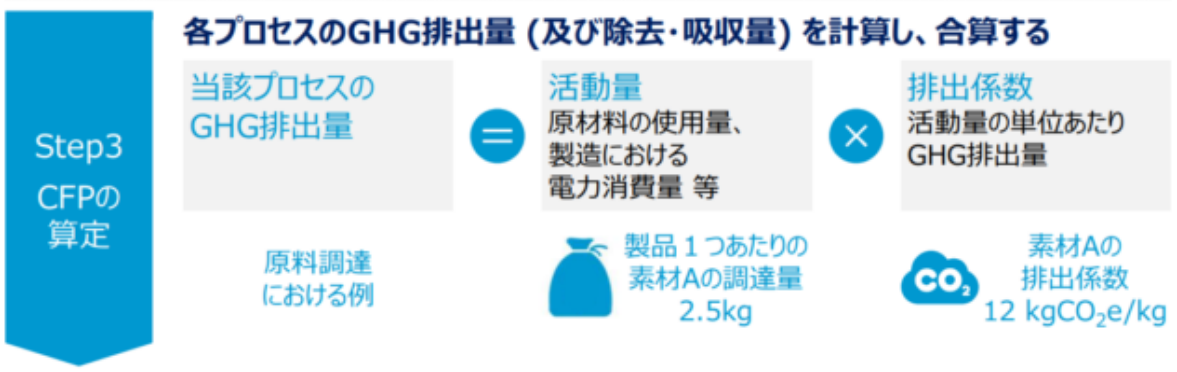 各プロセスのGHG排出量 (及び除去・吸収量) を計算し、合算する
Step3
CFPの
算定
当該プロセスの
GHG排出量
=
活動量
原材料の使用量、
製造における
電力消費量 等
×
排出係数
活動量の単位あたり
GHG排出量
原料調達
における例
製品１つあたりの
素材Aの調達量
2.5kg
CO₂
素材Aの
排出係数
12 kgCO₂e/kg